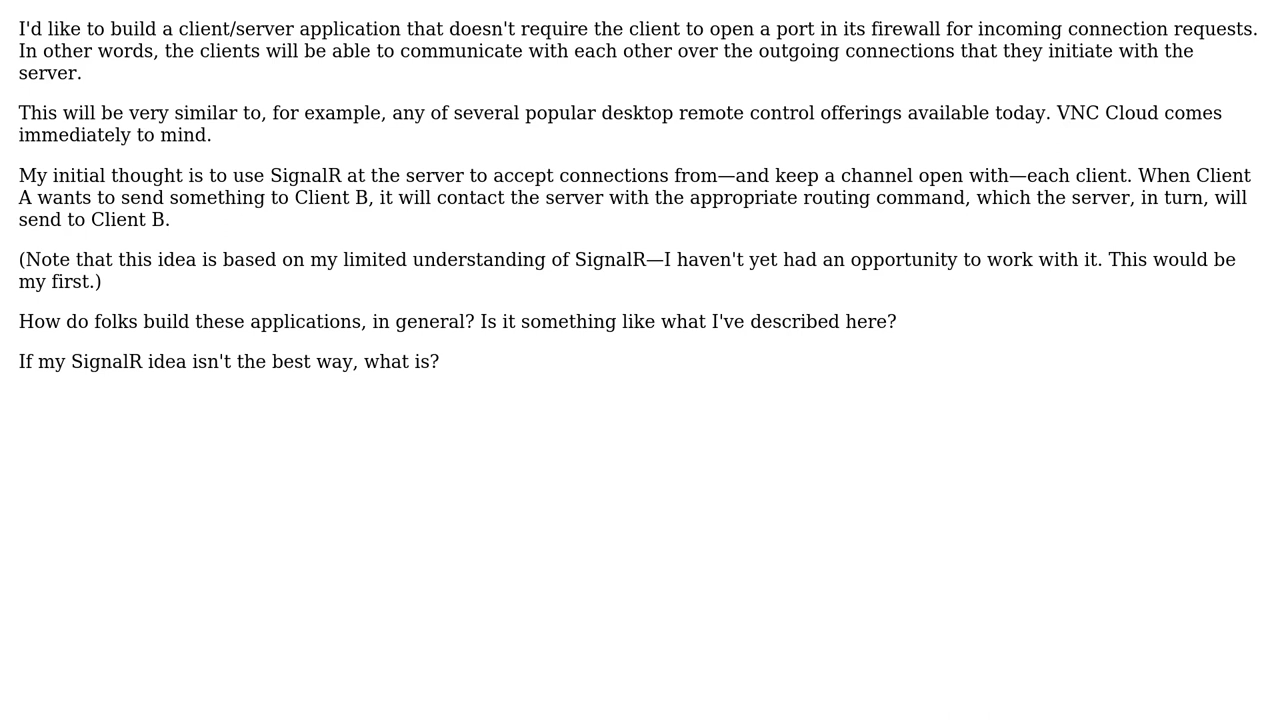 I'd like to build a client/server application that doesn't require the client to open a port in its firewall for incoming connection requests.
In other words, the clients will be able to communicate with each other over the outgoing connections that they initiate with the
server.
This will be very similar to, for example, any of several popular desktop remote control offerings available today. VNC Cloud comes
immediately to mind.
My initial thought is to use SignalR at the server to accept connections from—and keep a channel open with—each client. When Client
A wants to send something to Client B, it will contact the server with the appropriate routing command, which the server, in turn, will
send to Client B.
(Note that this idea is based on my limited understanding of SignalR—I haven't yet had an opportunity to work with it. This would be
my first.)
How do folks build these applications, in general? Is it something like what I've described here?
If my SignalR idea isn't the best way, what is?